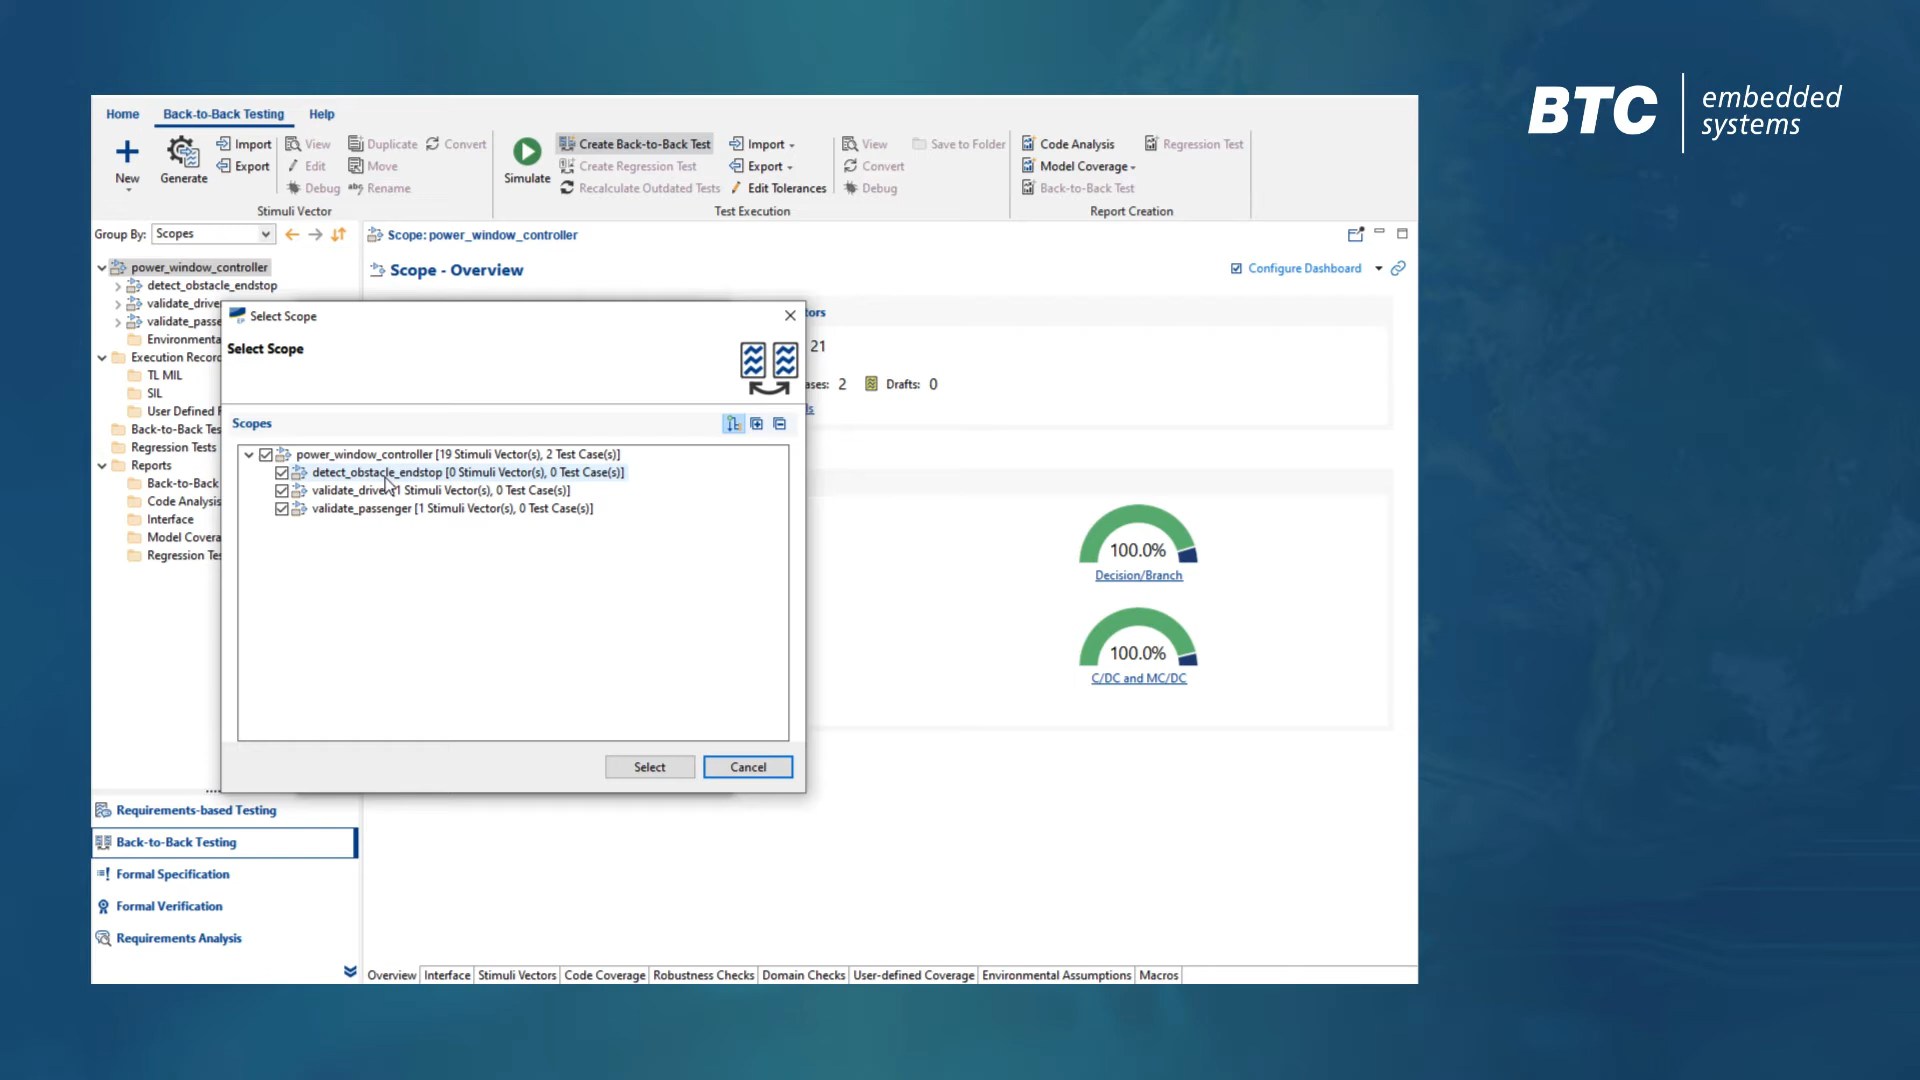 BTC embedded systems
Home Back-to-Back Testing Help
New
Generate
Import
Export
View
Edit
Debug
Duplicate
Move
Rename
Convert
Stimuli Vector
Simulate
Create Back-to-Back Test
Create Regression Test
Recalculate Outdated Tests
Import
Export
Edit Tolerances
View
Convert
Debug
Save to Folder
Test Execution
Code Analysis
Model Coverage
Back-to-Back Test
Regression Test
Report Creation
Group By: Scopes
power_window_controller
detect_obstacle_endstop
validate_drive
validate_passe
Environmenta
Execution Recor
TL MIL
SIL
User Defined
Back-to-Back Tes
Regression Tests
Reports
Back-to-Back
Code Analysis
Interface
Model Covera
Regression Tes
Requirements-based Testing
Back-to-Back Testing
Formal Specification
Formal Verification
Requirements Analysis
Scope: power_window_controller
Scope - Overview
Configure Dashboard
tors
21
ases: 2 Drafts: 0
ls
100.0%
Decision/Branch
100.0%
C/DC and MC/DC
Select Scope
Select Scope
Scopes
power_window_controller [19 Stimuli Vector(s), 2 Test Case(s)]
detect_obstacle_endstop [0 Stimuli Vector(s), 0 Test Case(s)]
validate_drive 1 Stimuli Vector(s), 0 Test Case(s)]
validate_passenger [1 Stimuli Vector(s), 0 Test Case(s)]
Select Cancel
Overview Interface Stimuli Vectors Code Coverage Robustness Checks Domain Checks User-defined Coverage Environmental Assumptions Macros